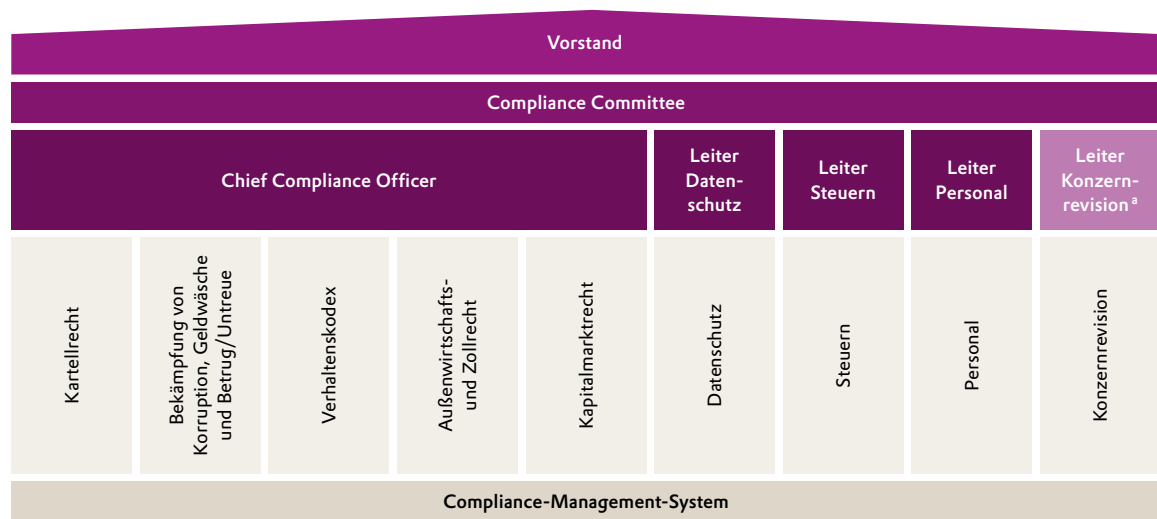 Vorstand
Compliance Committee
Chief Compliance Officer
Leiter
Daten-
schutz
Leiter
Steuern
Leiter
Personal
Leiter
Konzern-
revision a
Kartellrecht
Bekämpfung von
Korruption, Geldwäsche
und Betrug/Untreue
Verhaltenskodex
Außenwirtschafts-
und Zollrecht
Kapitalmarktrecht
Datenschutz
Steuern
Personal
Konzernrevision
Compliance-Management-System